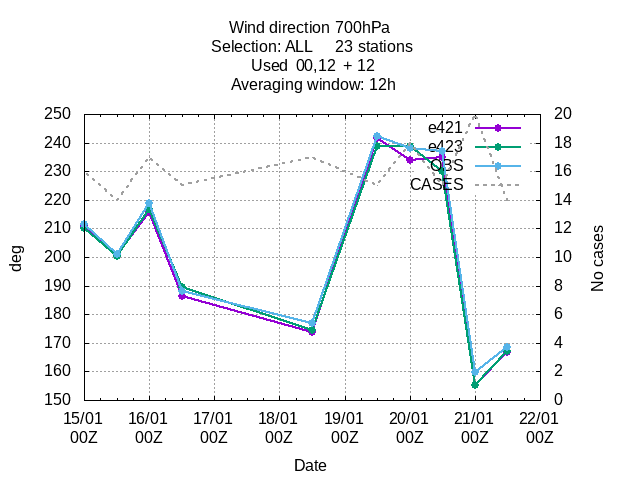 Wind direction 700hPa
Selection: ALL 23 stations
Used 00,12 + 12
Averaging window: 12h
250 20
e421
240 18
e423
230 OBS 16
220 CASES 14
210 12
200 10
deg
No cases
190 8
180 6
170 4
160 2
150 0
15/01 16/01 17/01 18/01 19/01 20/01 21/01 22/01
00Z 00Z 00Z 00Z 00Z 00Z 00Z 00Z
Date